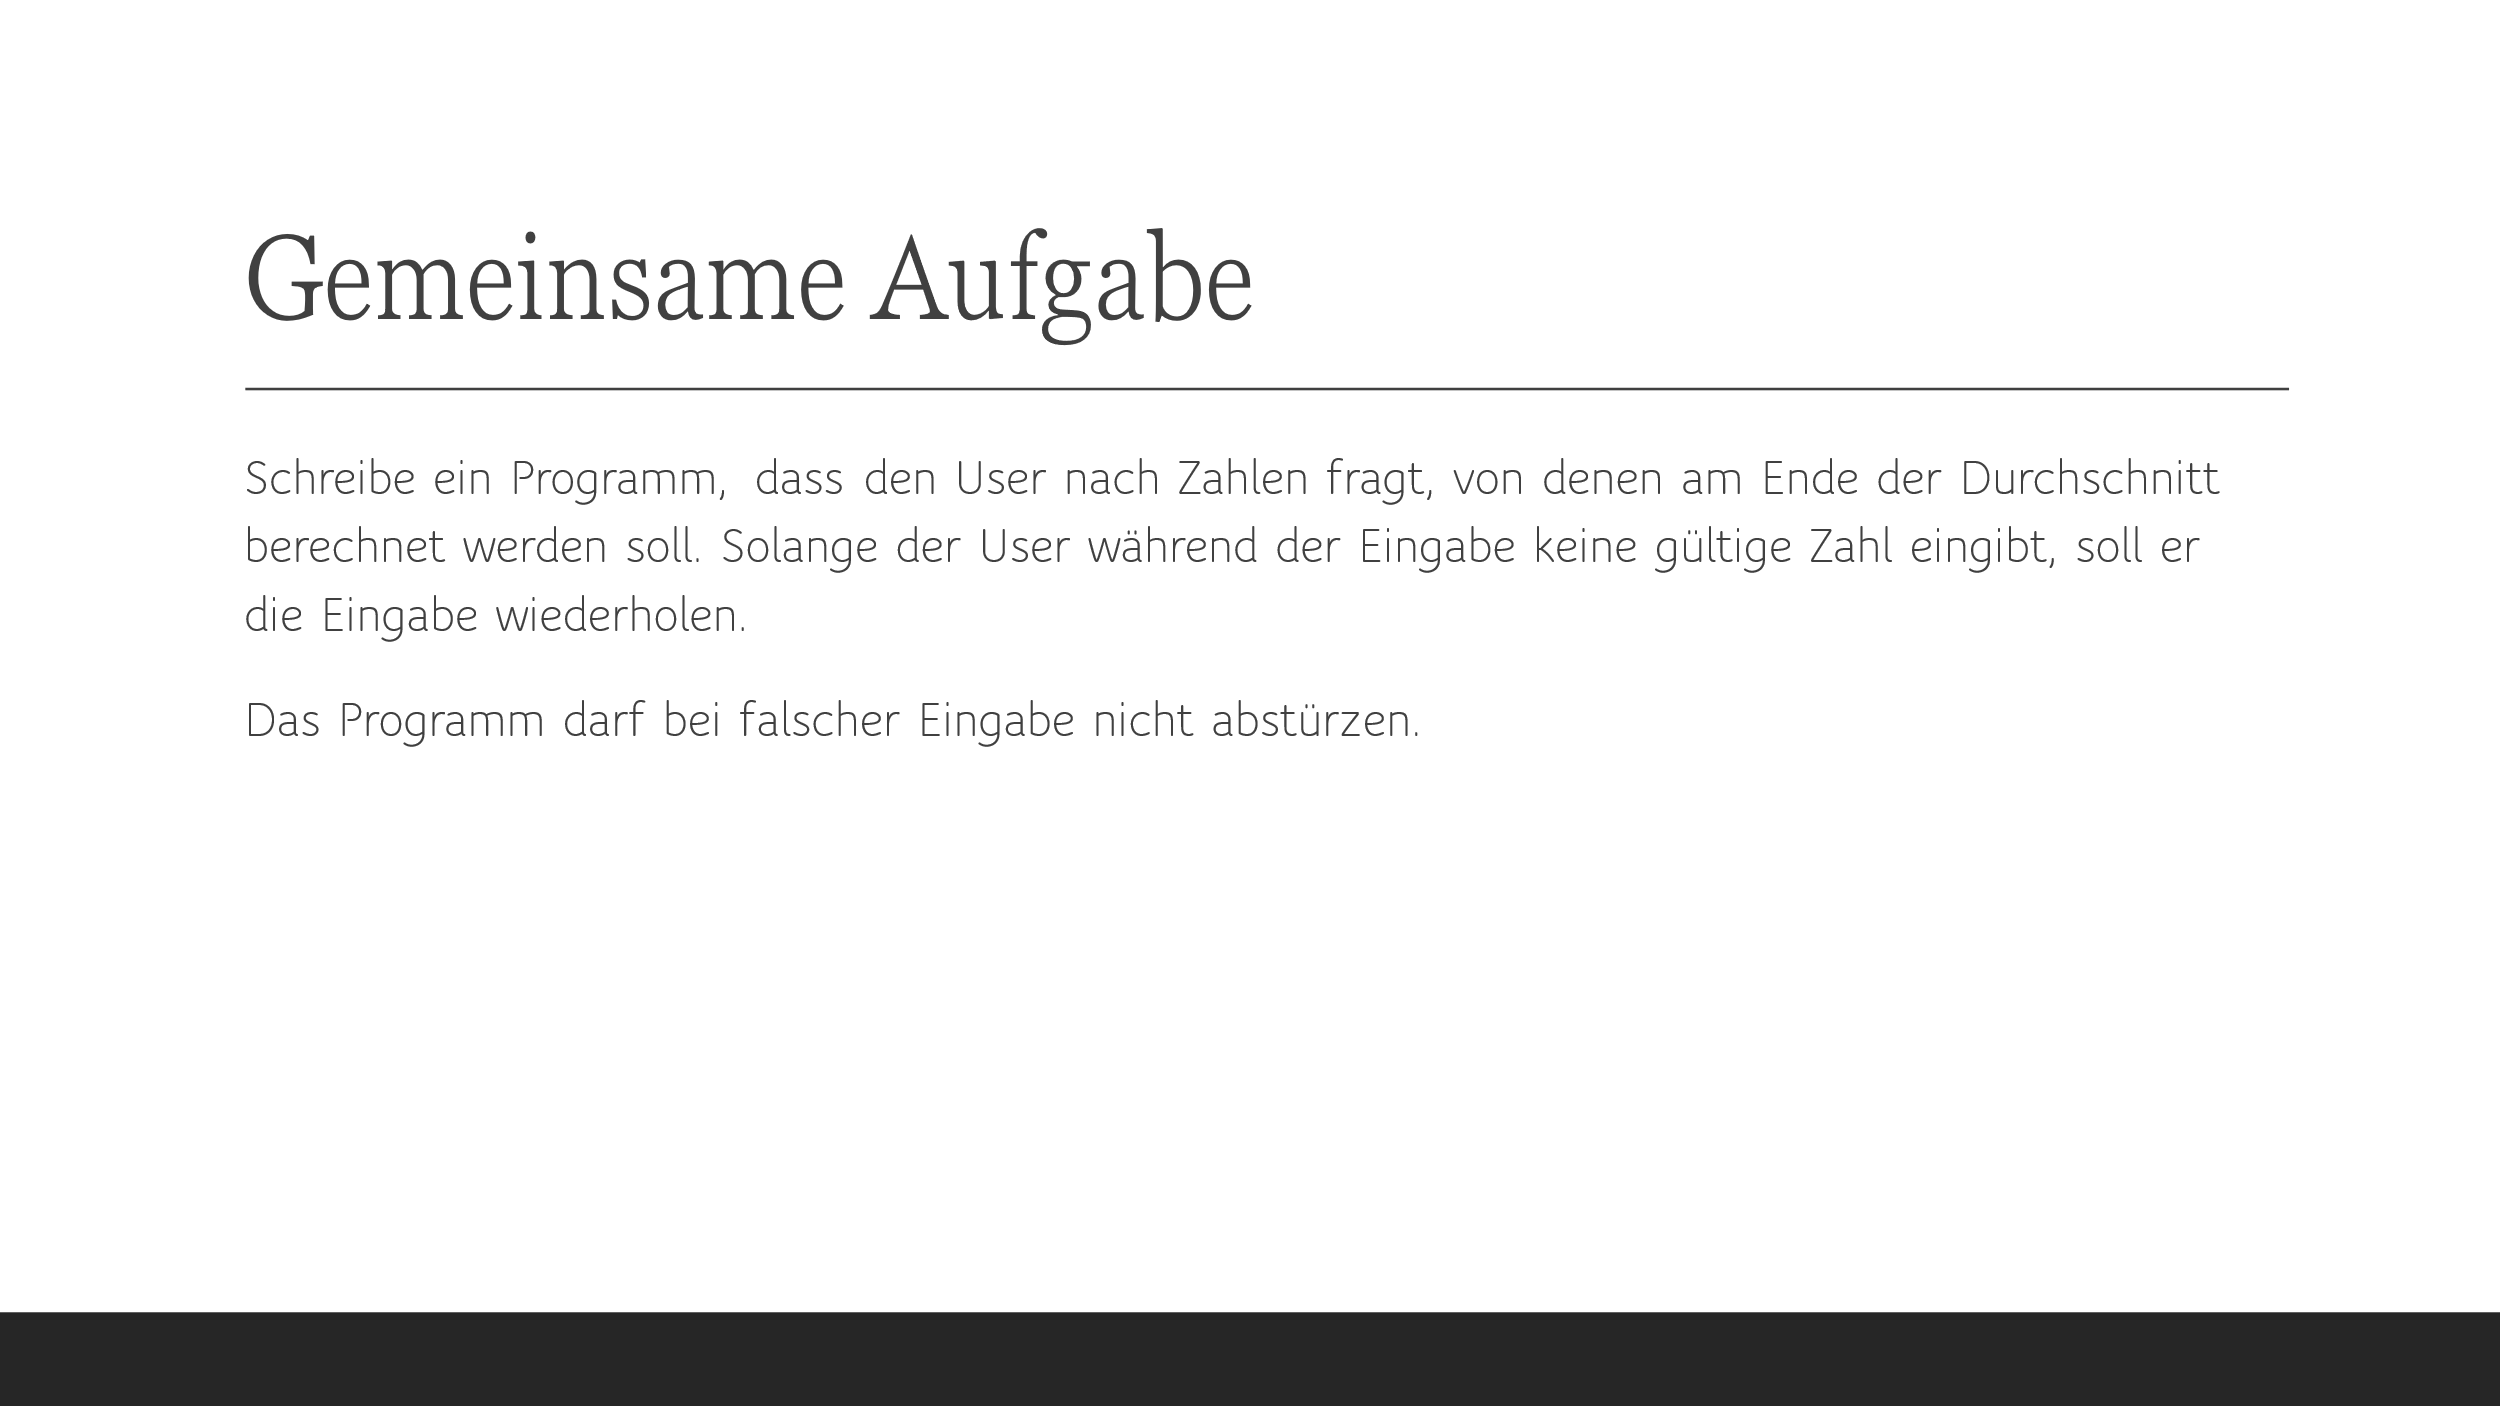 Gemeinsame Aufgabe
Schreibe ein Programm, dass den User nach Zahlen fragt, von denen am Ende der Durchschnitt
berechnet werden soll. Solange der User während der Eingabe keine gültige Zahl eingibt, soll er
die Eingabe wiederholen.
Das Programm darf bei falscher Eingabe nicht abstürzen.